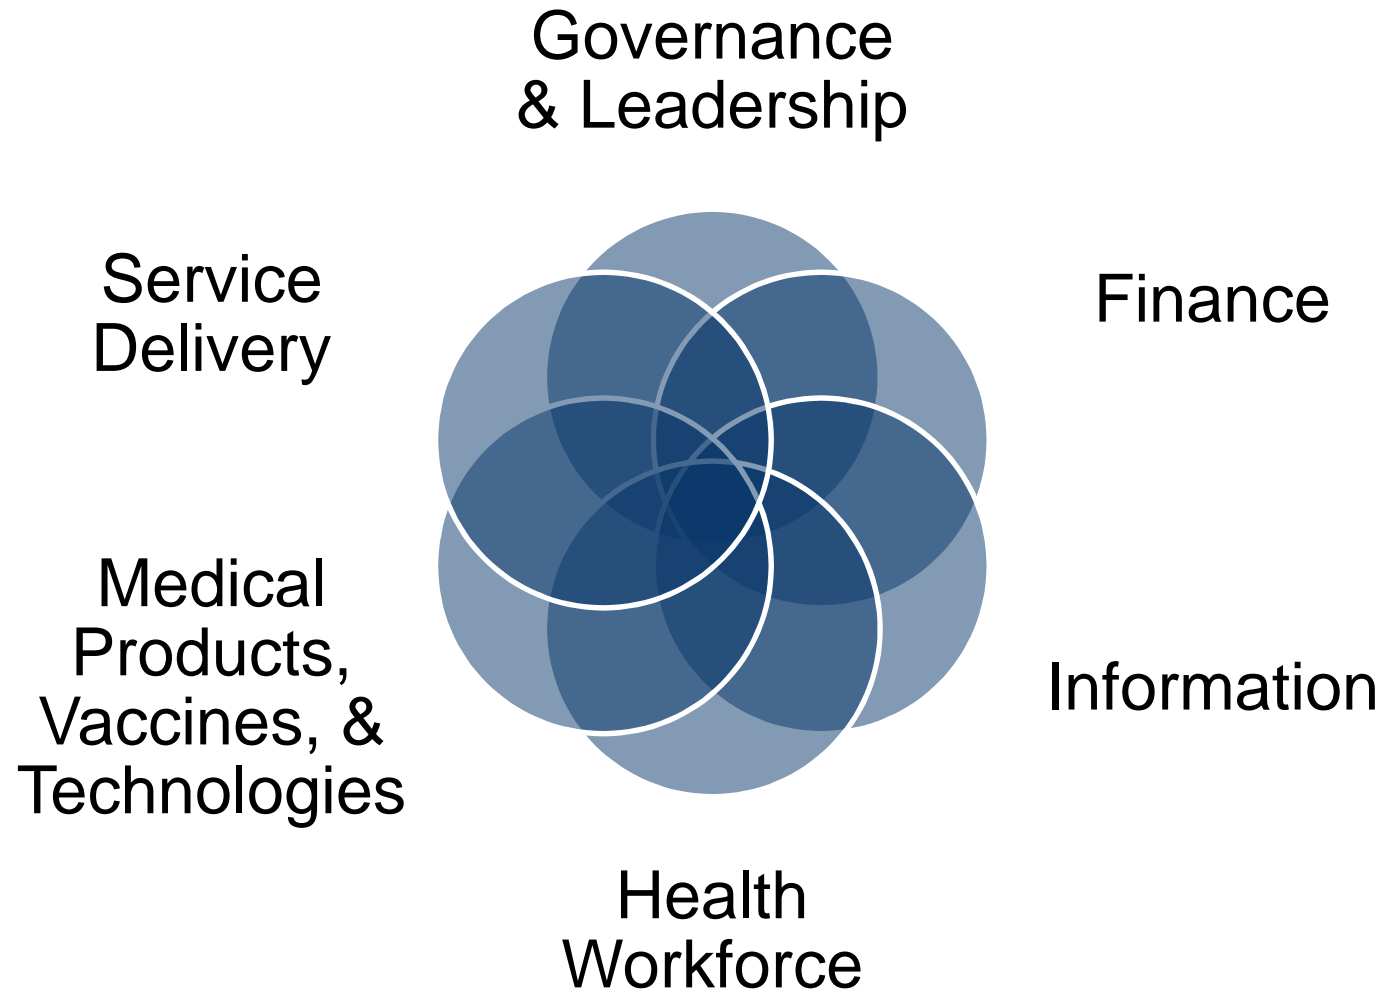 Governance
& Leadership
Service
Delivery
Finance
Medical
Products,
Vaccines, &
Technologies
Information
Health
Workforce